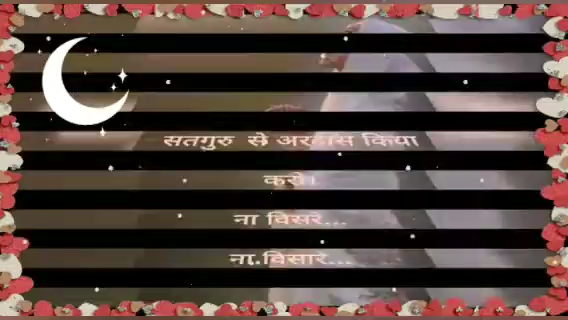 सतगुरु से अरदास किया
करो।
ना विसरे...
ना.विसारे...